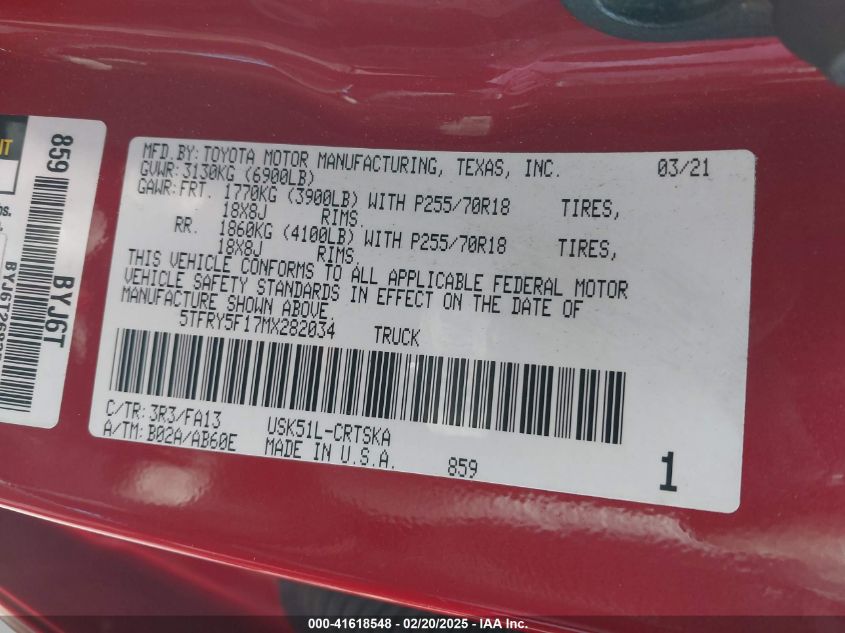 MFD.BY:TOYOTA MOTOR MANUFACTURING, TEXAS, INC. 03/21
GVWR:3130KG (6900LB)
GAWR:FRT. 1770KG (3900LB) WITH P255/70R18 TIRES,
18X8J RIMS.
RR. 1860KG (4100LB) WITH P255/70R18 TIRES,
18X8J RIMS.
THIS VEHICLE CONFORMS TO ALL APPLICABLE FEDERAL MOTOR
VEHICLE SAFETY STANDARDS IN EFFECT ON THE DATE OF
MANUFACTURE SHOWN ABOVE.
5TFRY5F17MX282034 TRUCK
C/TR:3R3/FA13 USK51L-CRTSKA
A/TM:B02A/AB60E MADE IN U.S.A. 859 1
859
BYJ6T
000-41618548 - 02/20/2025 - IAAI